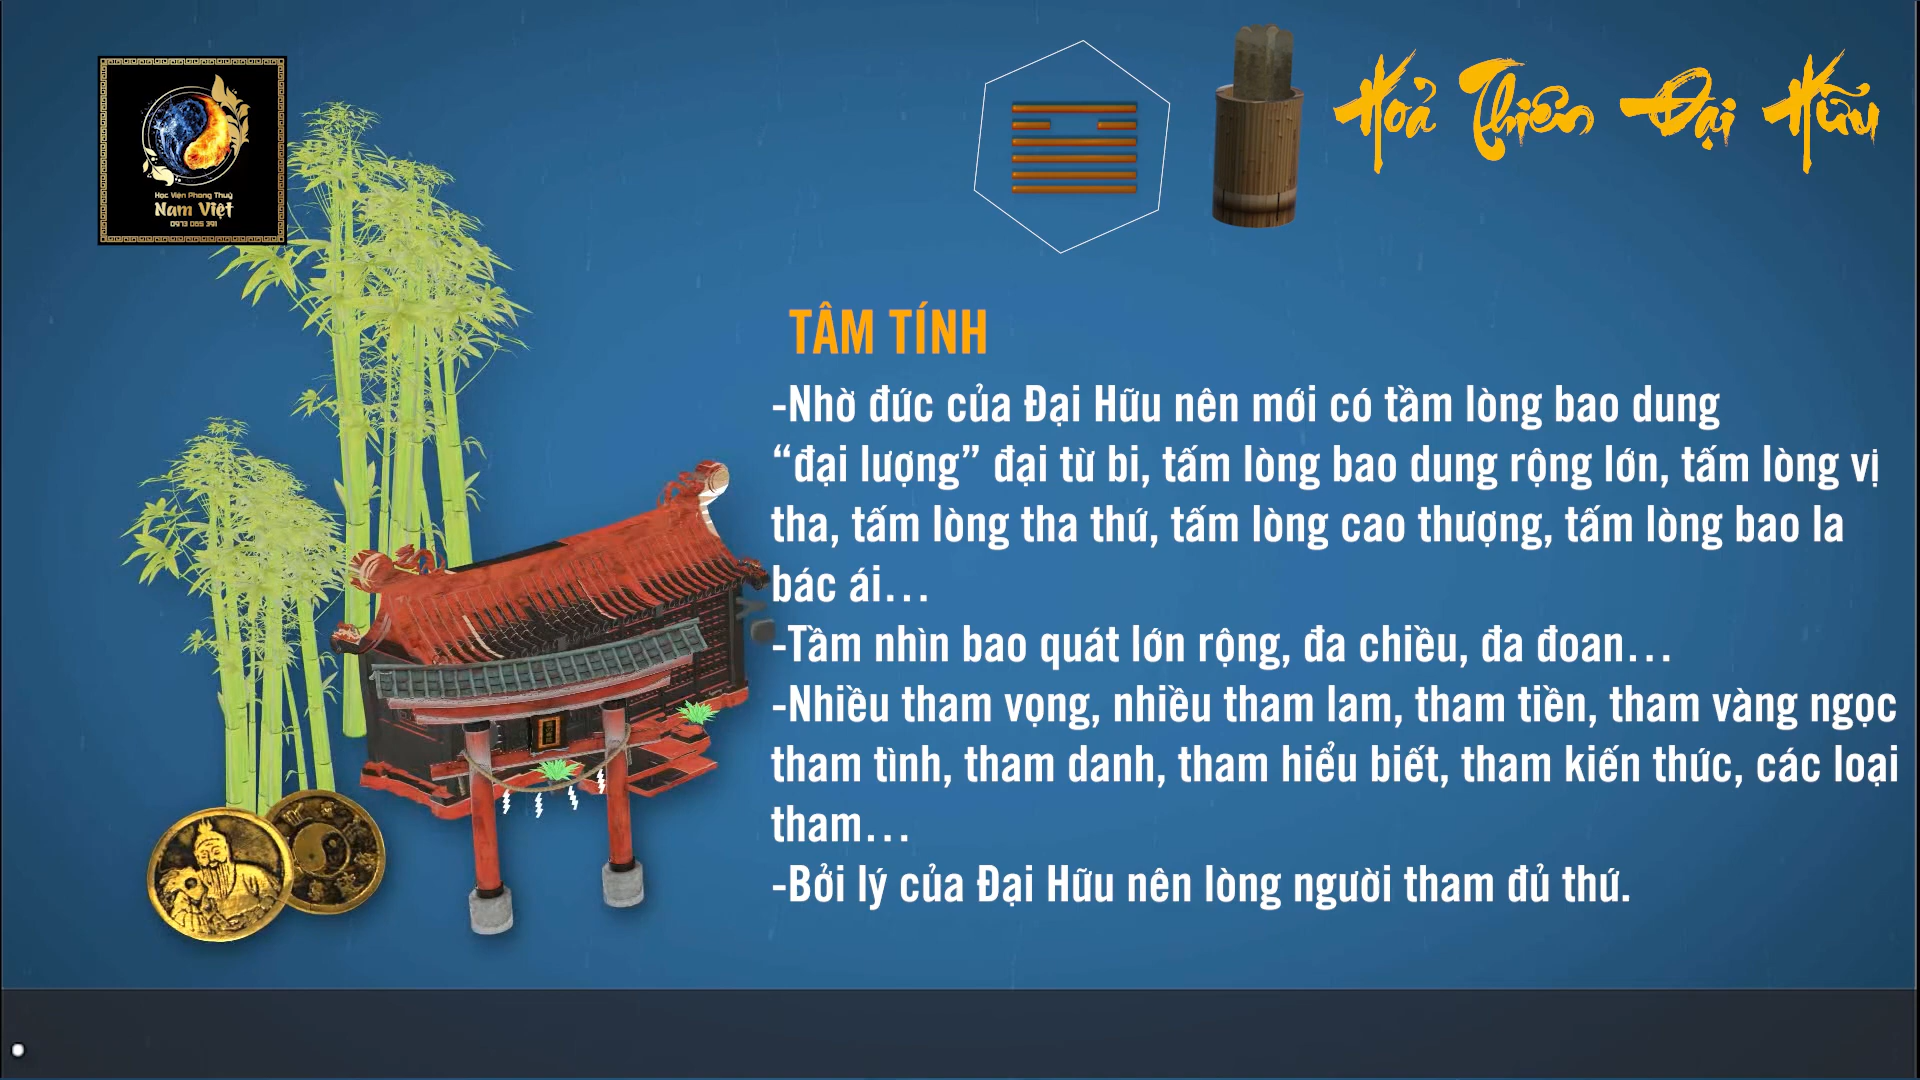 Học Viện Phong Thuỷ
Nam Việt
0973 055 391
Hoả Thiên Đại Hữu
TÂM TÍNH
-Nhờ đức của Đại Hữu nên mới có tầm lòng bao dung
“đại lượng” đại từ bi, tấm lòng bao dung rộng lớn, tấm lòng vị
tha, tấm lòng tha thứ, tấm lòng cao thượng, tấm lòng bao la
bác ái…
-Tầm nhìn bao quát lớn rộng, đa chiều, đa đoan…
-Nhiều tham vọng, nhiều tham lam, tham tiền, tham vàng ngọc
tham tình, tham danh, tham hiểu biết, tham kiến thức, các loại
tham…
-Bởi lý của Đại Hữu nên lòng người tham đủ thứ.